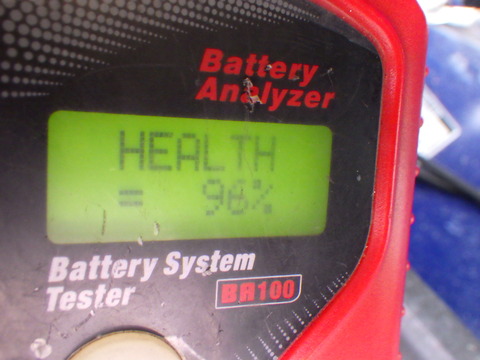 Battery
Analyzer
HEALTH
= 96%
Battery System
Tester
BA100